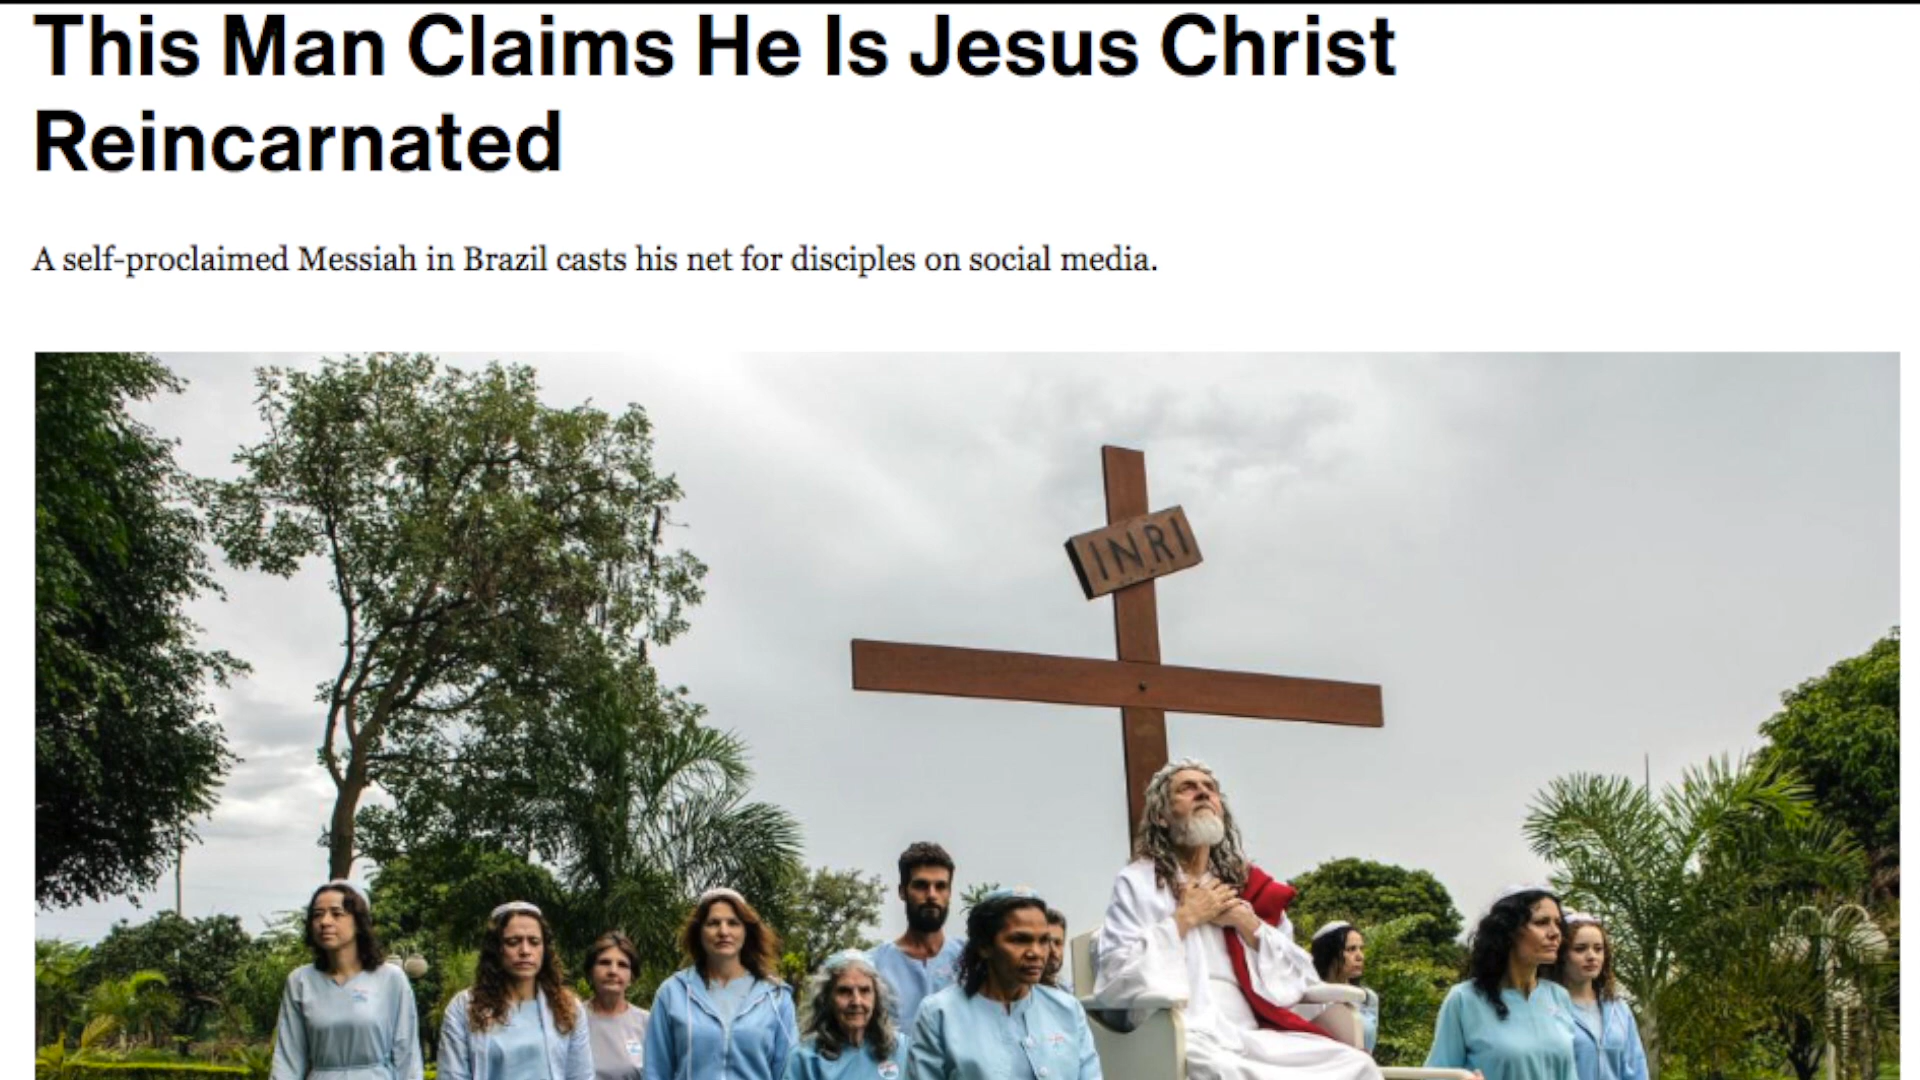 This Man Claims He Is Jesus Christ
Reincarnated
A self-proclaimed Messiah in Brazil casts his net for disciples on social media.
INRI